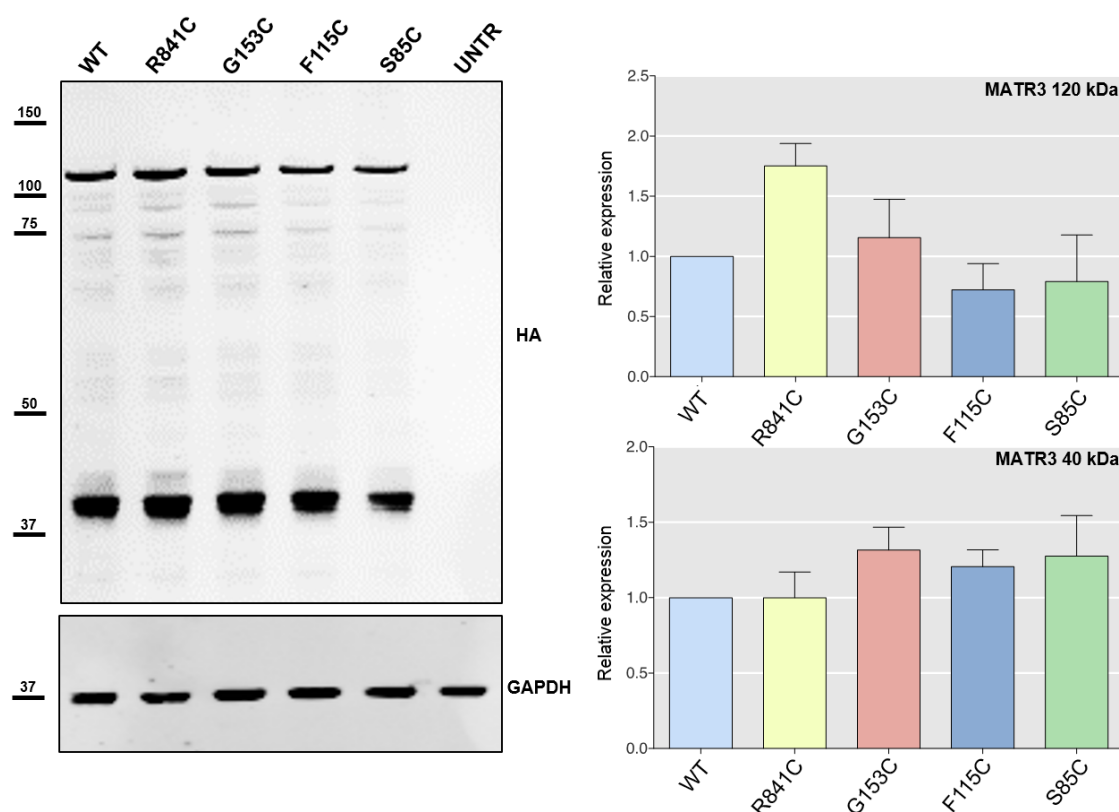 WT R841C G153C F115C S85C UNTR
150
100
75
50
37
HA
37
GAPDH
MATR3 120 kDa
Relative expression
2.5
2.0
1.5
1.0
0.5
0.0
WT R841C G153C F115C S85C
MATR3 40 kDa
Relative expression
2.0
1.5
1.0
0.5
0.0
WT R841C G153C F115C S85C